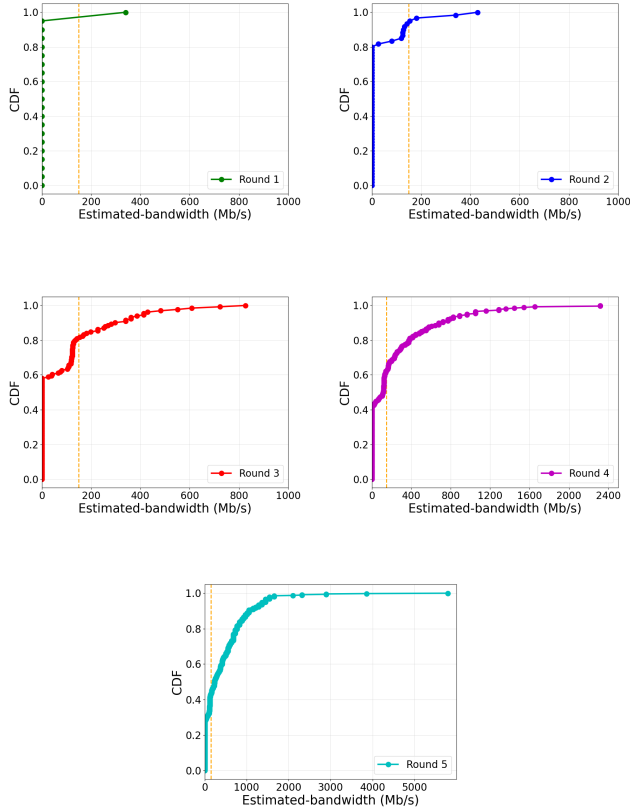 1.0
0.8
0.6
0.4
0.2
0.0
CDF
0 200 400 600 800 1000
Estimated-bandwidth (Mb/s)
Round 1
1.0
0.8
0.6
0.4
0.2
0.0
CDF
0 200 400 600 800 1000
Estimated-bandwidth (Mb/s)
Round 2
1.0
0.8
0.6
0.4
0.2
0.0
CDF
0 200 400 600 800 1000
Estimated-bandwidth (Mb/s)
Round 3
1.0
0.8
0.6
0.4
0.2
0.0
CDF
0 400 800 1200 1600 2000 2400
Estimated-bandwidth (Mb/s)
Round 4
1.0
0.8
0.6
0.4
0.2
0.0
CDF
0 1000 2000 3000 4000 5000
Estimated-bandwidth (Mb/s)
Round 5